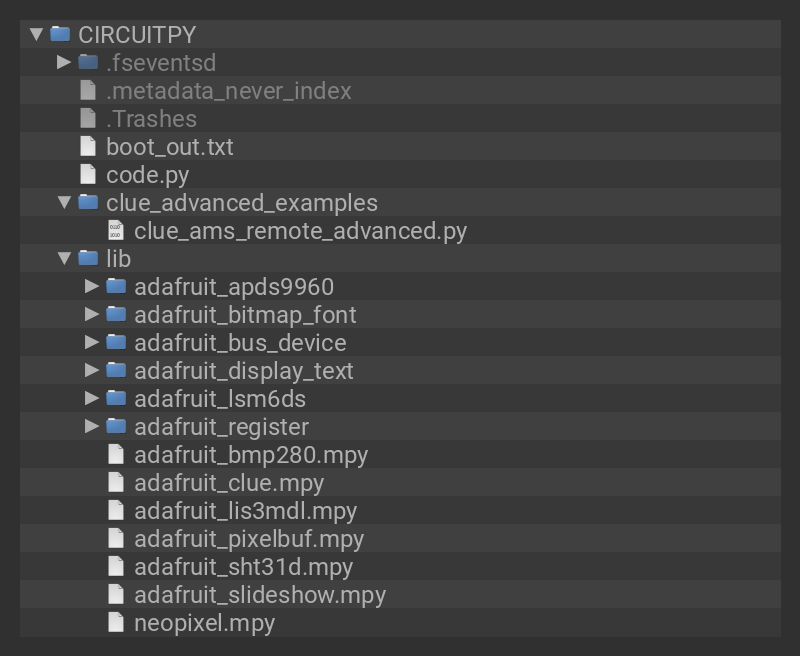 CIRCUITPY
.fseventsd
.metadata_never_index
.Trashes
boot_out.txt
code.py
clue_advanced_examples
clue_ams_remote_advanced.py
lib
adafruit_apds9960
adafruit_bitmap_font
adafruit_bus_device
adafruit_display_text
adafruit_lsm6ds
adafruit_register
adafruit_bmp280.mpy
adafruit_clue.mpy
adafruit_lis3mdl.mpy
adafruit_pixelbuf.mpy
adafruit_sht31d.mpy
adafruit_slideshow.mpy
neopixel.mpy